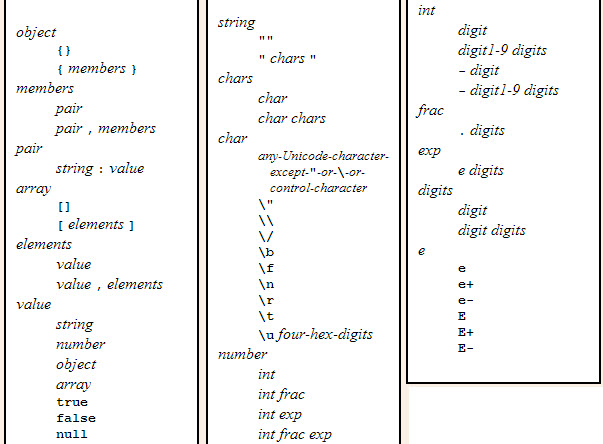 object
{}
{ members }
members
pair
pair , members
pair
string : value
array
[]
[ elements ]
elements
value
value , elements
value
string
number
object
array
true
false
null
string
""
" chars "
chars
char
char chars
char
any-Unicode-character-
except-"-or-\-or-
control-character
\"
\\
\/
\b
\f
\n
\r
\t
\u four-hex-digits
number
int
int frac
int exp
int frac exp
int
digit
digit1-9 digits
- digit
- digit1-9 digits
frac
. digits
exp
e digits
digits
digit
digit digits
e
e
e+
e-
E
E+
E-